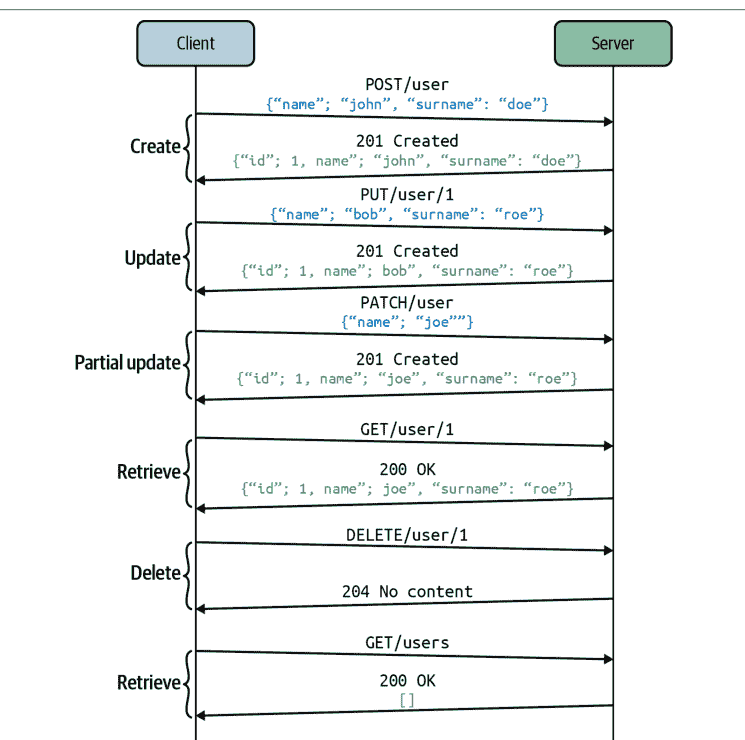 Client
Server
POST/user
{“name”; “john”, “surname”: “doe”}
Create
201 Created
{“id”; 1, name”; “john”, “surname”: “doe”}
PUT/user/1
{“name”; “bob”, “surname”: “roe”}
Update
201 Created
{“id”; 1, name”; bob”, “surname”: “roe”}
PATCH/user
{“name”; “joe””}
Partial update
201 Created
{“id”; 1, name”; “joe”, “surname”: “roe”}
GET/user/1
Retrieve
200 OK
{“id”; 1, name”; joe”, “surname”: “roe”}
DELETE/user/1
Delete
204 No content
GET/users
Retrieve
200 OK
[]